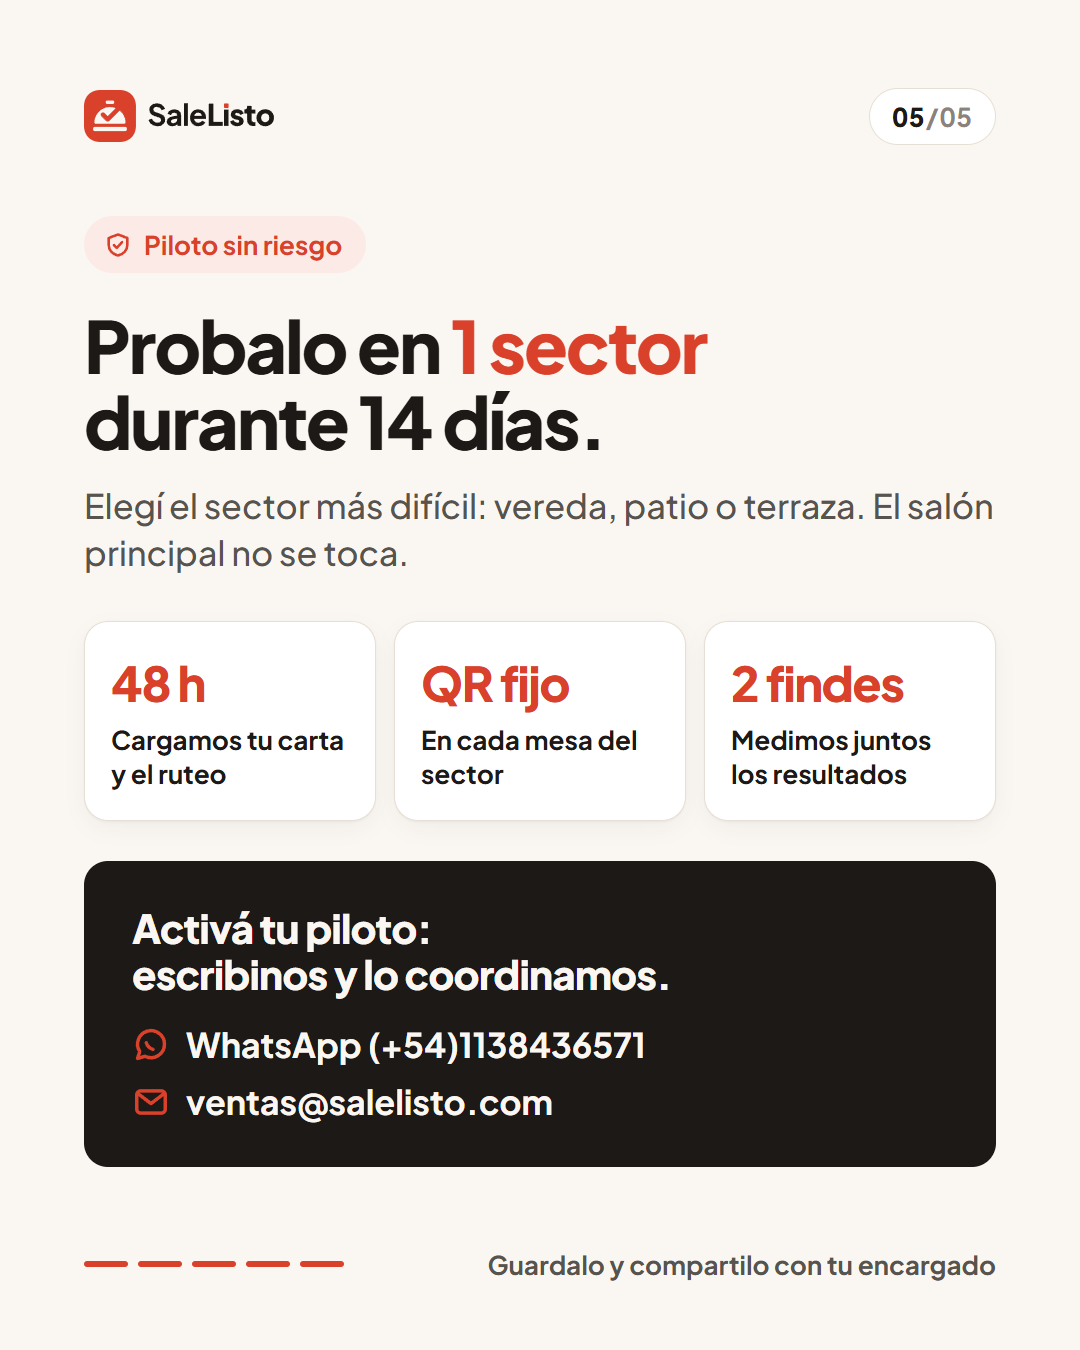 SaleListo
05/05
Piloto sin riesgo
Probalo en 1 sector
durante 14 días.
Elegí el sector más difícil: vereda, patio o terraza. El salón
principal no se toca.
48 h
Cargamos tu carta
y el ruteo
QR fijo
En cada mesa del
sector
2 findes
Medimos juntos
los resultados
Activá tu piloto:
escribinos y lo coordinamos.
WhatsApp (+54)1138436571
ventas@salelisto.com
Guardalo y compartilo con tu encargado